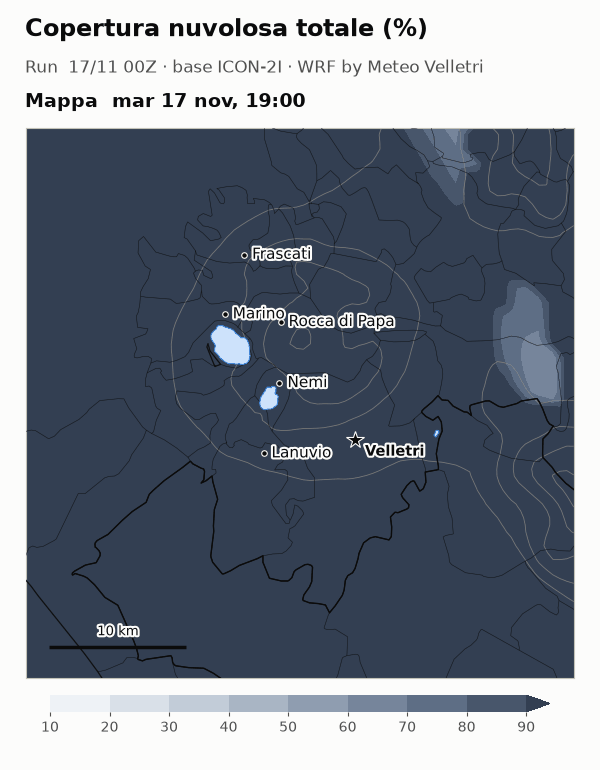 Copertura nuvolosa totale (%)
Run  17/11 00Z · base ICON-2I · WRF by Meteo Velletri
Mappa  mar 17 nov, 19:00
Frascati
Marino
Rocca di Papa
Nemi
Velletri
Lanuvio
10 km
10 20 30 40 50 60 70 80 90